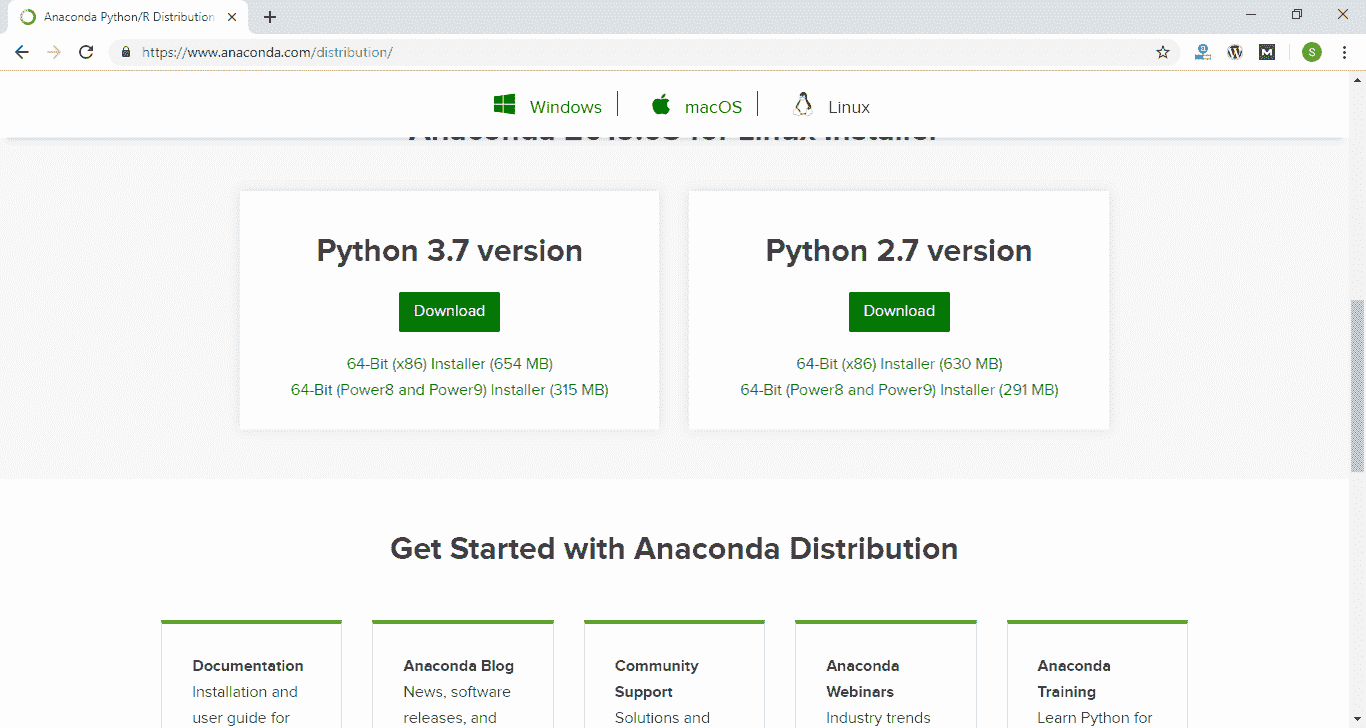 Anaconda Python/R Distribution
https://www.anaconda.com/distribution/
S
Windows
macOS
Linux
for Linux Installer
Python 3.7 version
Download
64-Bit (x86) Installer (654 MB)
64-Bit (Power8 and Power9) Installer (315 MB)
Python 2.7 version
Download
64-Bit (x86) Installer (630 MB)
64-Bit (Power8 and Power9) Installer (291 MB)
Get Started with Anaconda Distribution
Documentation
Installation and
user guide for
Anaconda Blog
News, software
releases, and
Community
Support
Solutions and
Anaconda
Webinars
Industry trends
Anaconda
Training
Learn Python for